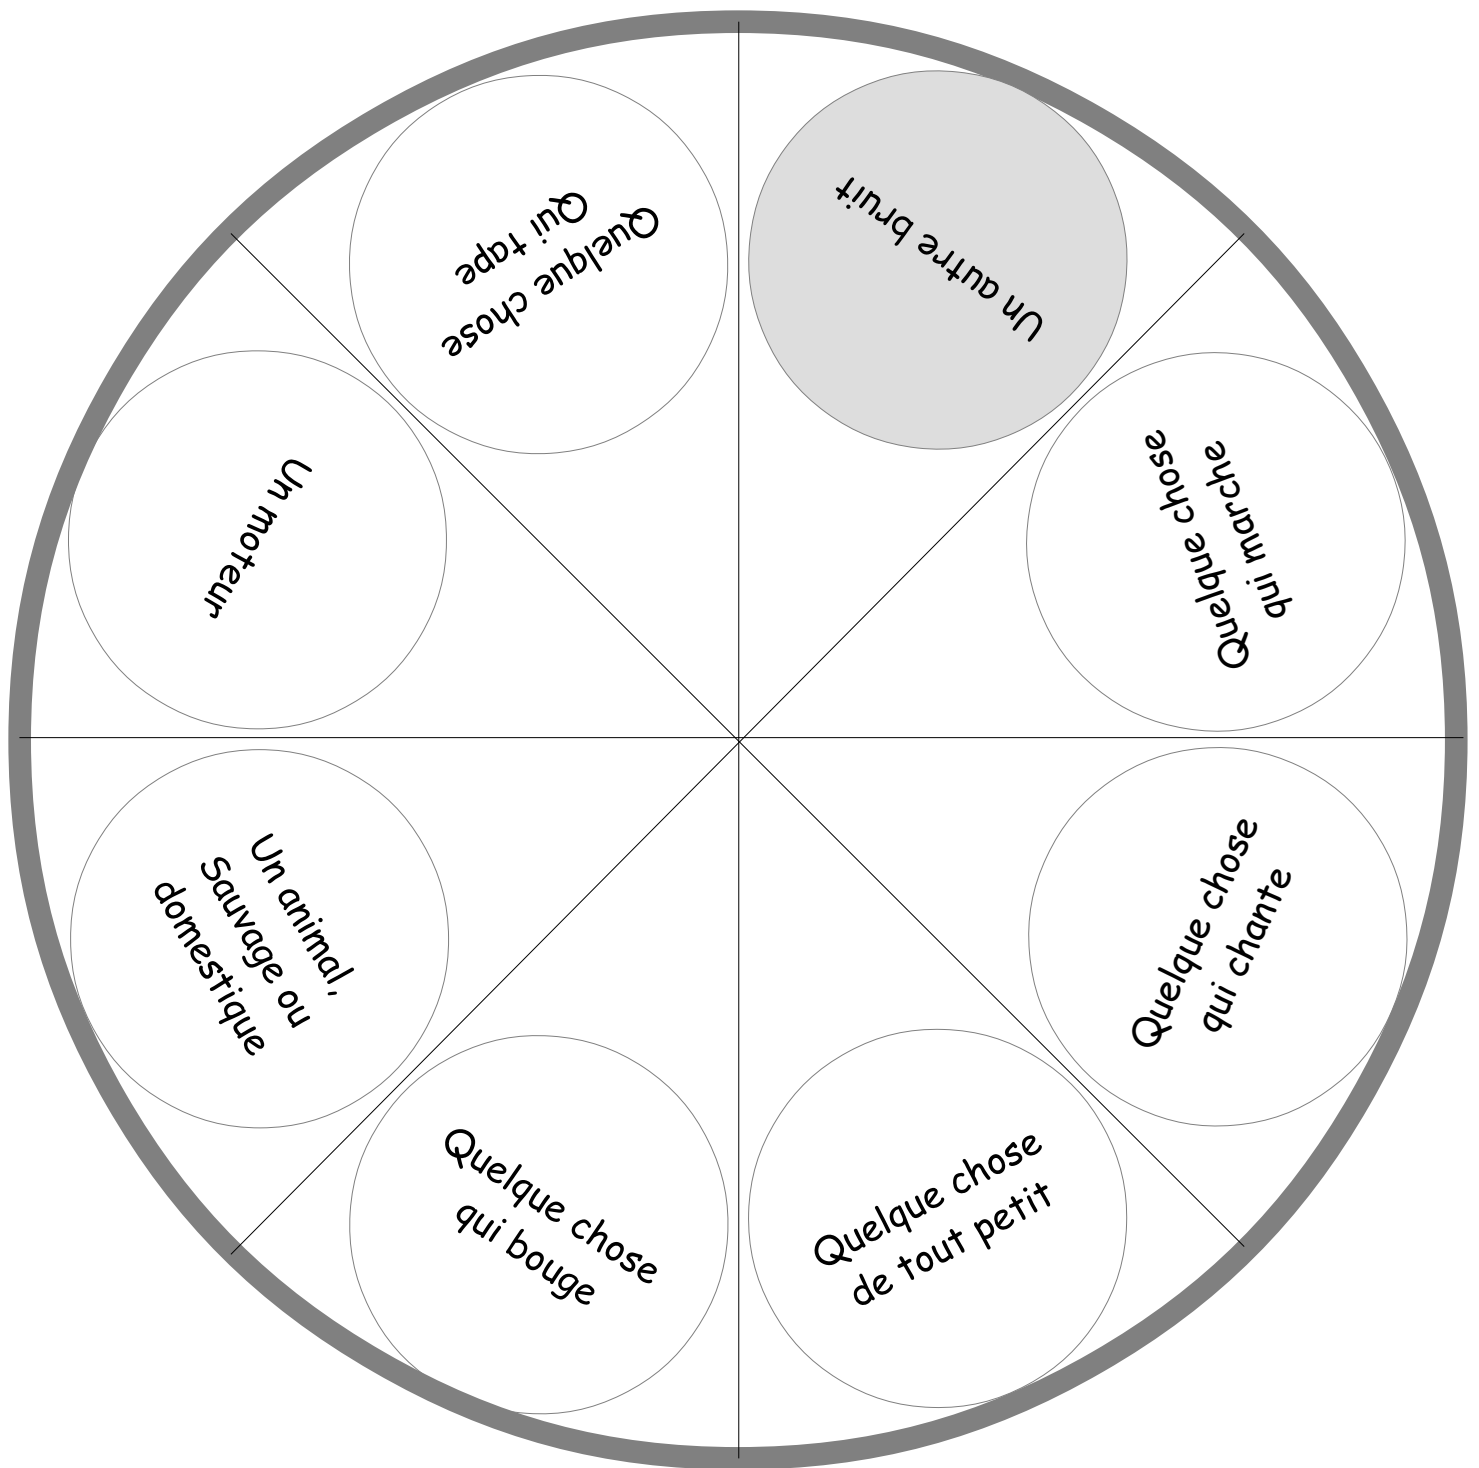 Un autre bruit
Quelque chose
qui marche
Quelque chose
qui chante
Quelque chose
de tout petit
Quelque chose
qui bouge
Un animal,
Sauvage ou
domestique
Un moteur
Quelque chose
Qui tape